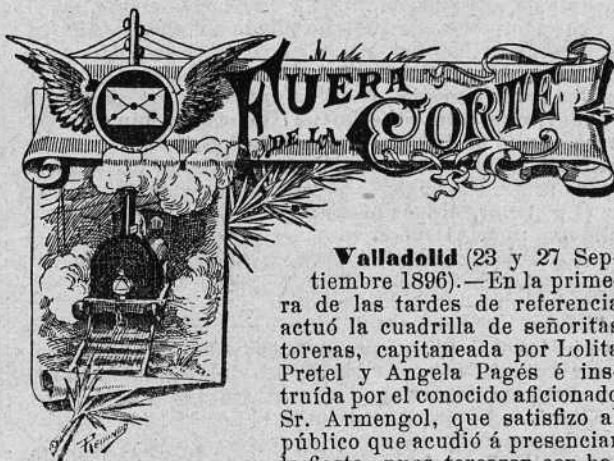 FUERA
DE LA CORTE
Valladolid (23 y 27 Sep-
tiembre 1896).—En la prime-
ra de las tardes de referencia
actuó la cuadrilla de señoritas
toreras, capitaneada por Lolita
Pretel y Angela Pagés é ins-
truída por el conocido aficionado
Sr. Armengol, que satisfizo al
público que acudió á presenciar